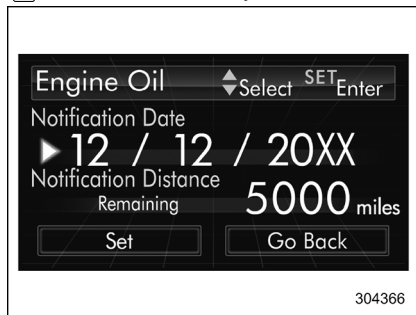 Engine Oil Select SET Enter
Notification Date
12 / 12 / 20XX
Notification Distance
Remaining 5000 miles
Set Go Back
304366